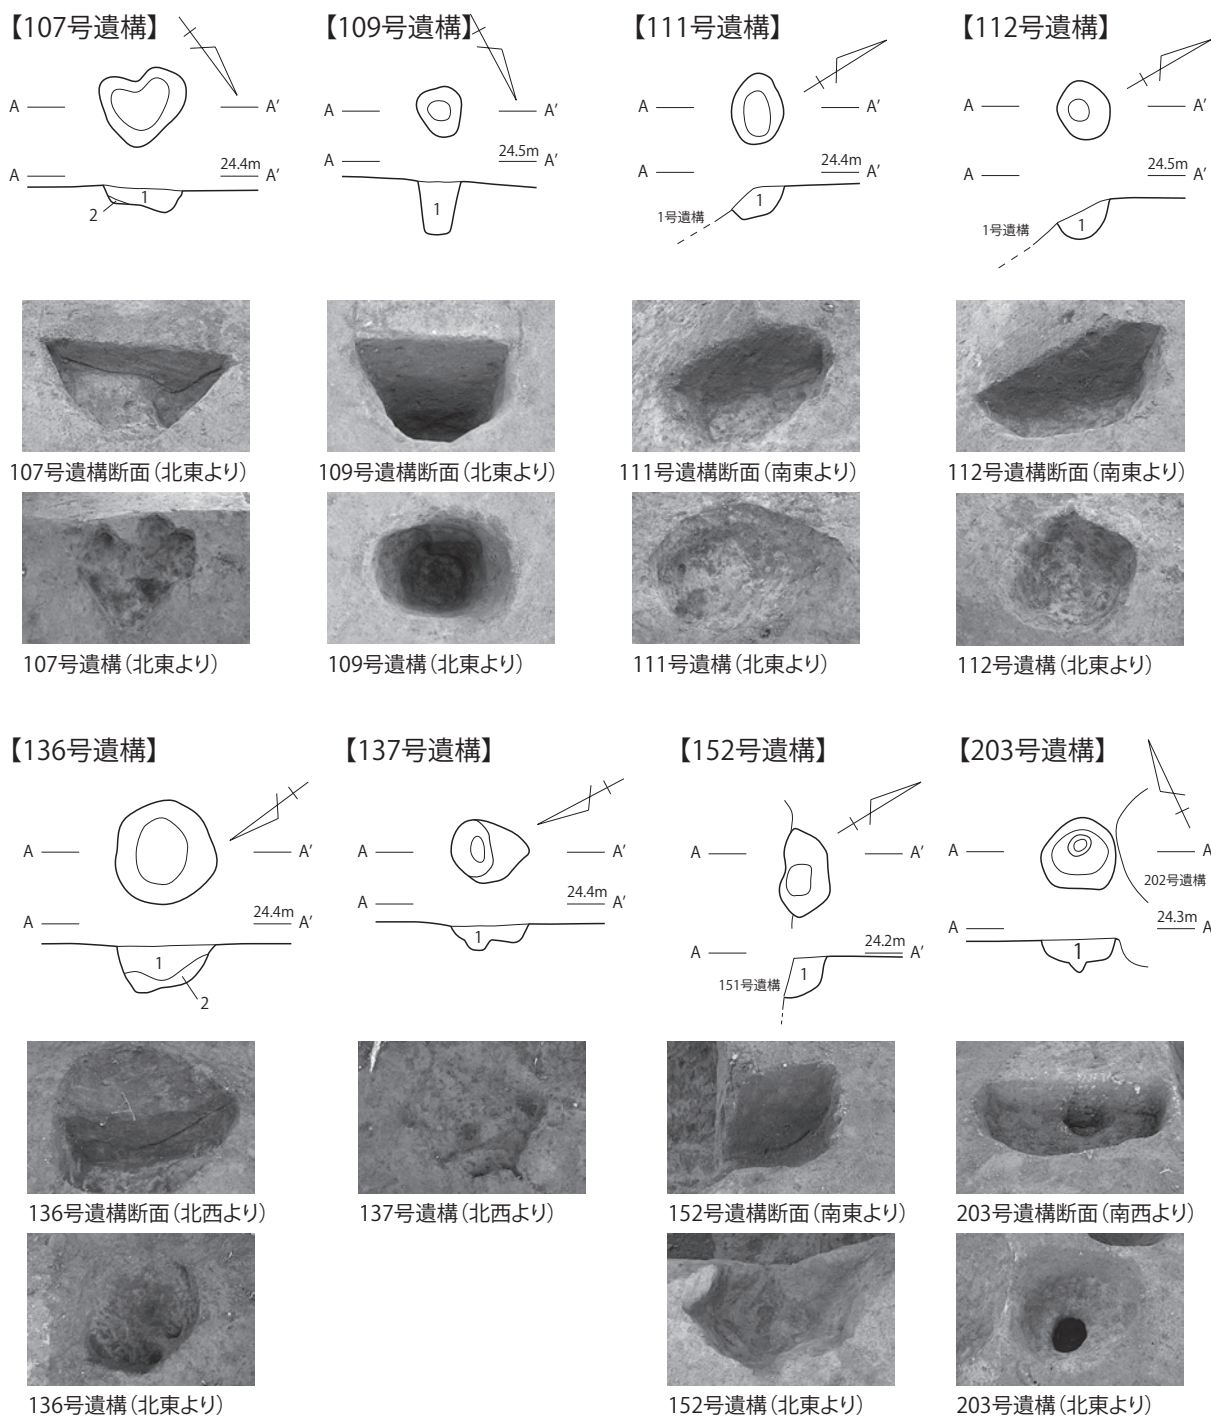 【107号遺構】
A
A'
A
24.4m
A'
1
2
107号遺構断面（北東より）
107号遺構（北東より）
【109号遺構】
A
A'
A
24.5m
A'
1
109号遺構断面（北東より）
109号遺構（北東より）
【111号遺構】
A
A'
A
24.4m
A'
1
1号遺構
111号遺構断面（南東より）
111号遺構（北東より）
【112号遺構】
A
A'
A
24.5m
A'
1
1号遺構
112号遺構断面（南東より）
112号遺構（北東より）
【136号遺構】
A
A'
A
24.4m
A'
1
2
136号遺構断面（北西より）
136号遺構（北東より）
【137号遺構】
A
A'
A
24.4m
A'
1
137号遺構（北西より）
【152号遺構】
A
A'
A
24.2m
A'
1
151号遺構
152号遺構断面（南東より）
152号遺構（北東より）
【203号遺構】
A
A
202号遺構
A
24.3m
A
1
203号遺構断面（南西より）
203号遺構（北東より）